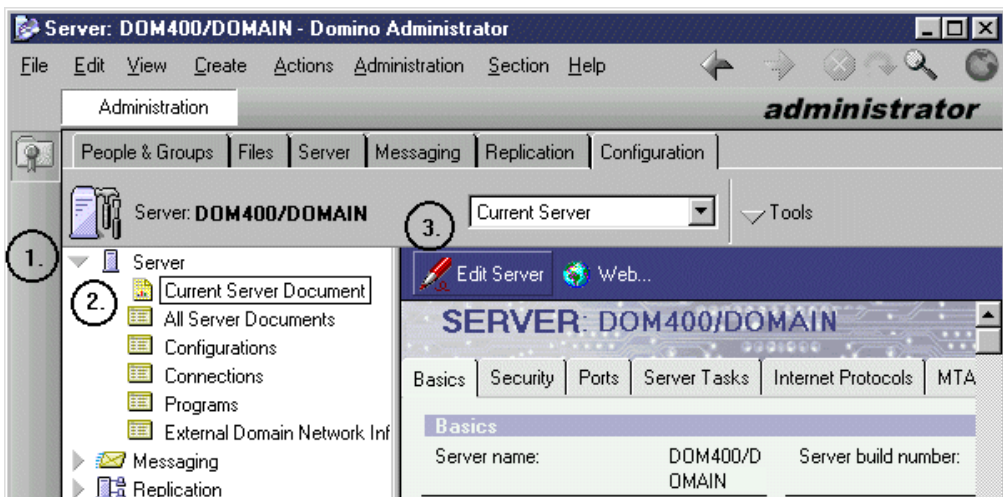 Server: DOM400/DOMAIN - Domino Administrator
File Edit View Create Actions Administration Section Help
Administration
administrator
People & Groups Files Server Messaging Replication Configuration
Server: DOM400/DOMAIN
3.
Current Server
Tools
1.
Server
2.
Current Server Document
All Server Documents
Configurations
Connections
Programs
External Domain Network Inf
Messaging
Replication
Edit Server Web...
SERVER: DOM400/DOMAIN
Basics Security Ports Server Tasks Internet Protocols MTA
Basics
Server name: DOM400/D Server build number:
OMAIN